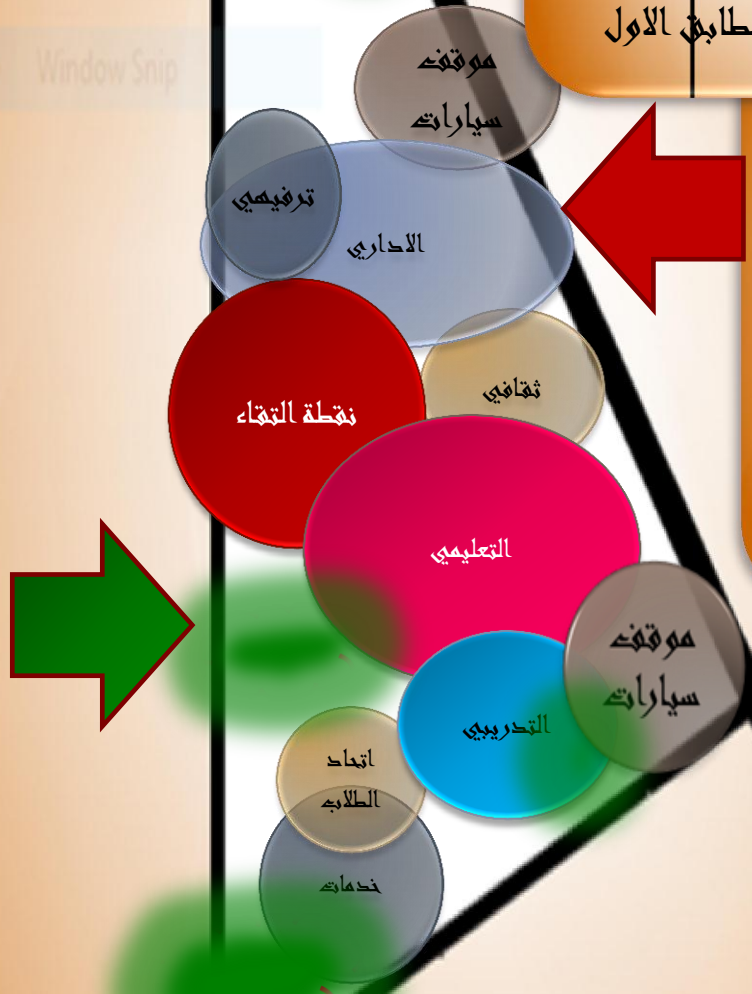 طابق الاول
Window Snip
موقف
سيارات
ترفيهي
الاداري
ثقافي
نقطة التقاء
التعليمي
موقف
سيارات
التدريبي
اتحاد
الطلاب
خدمات